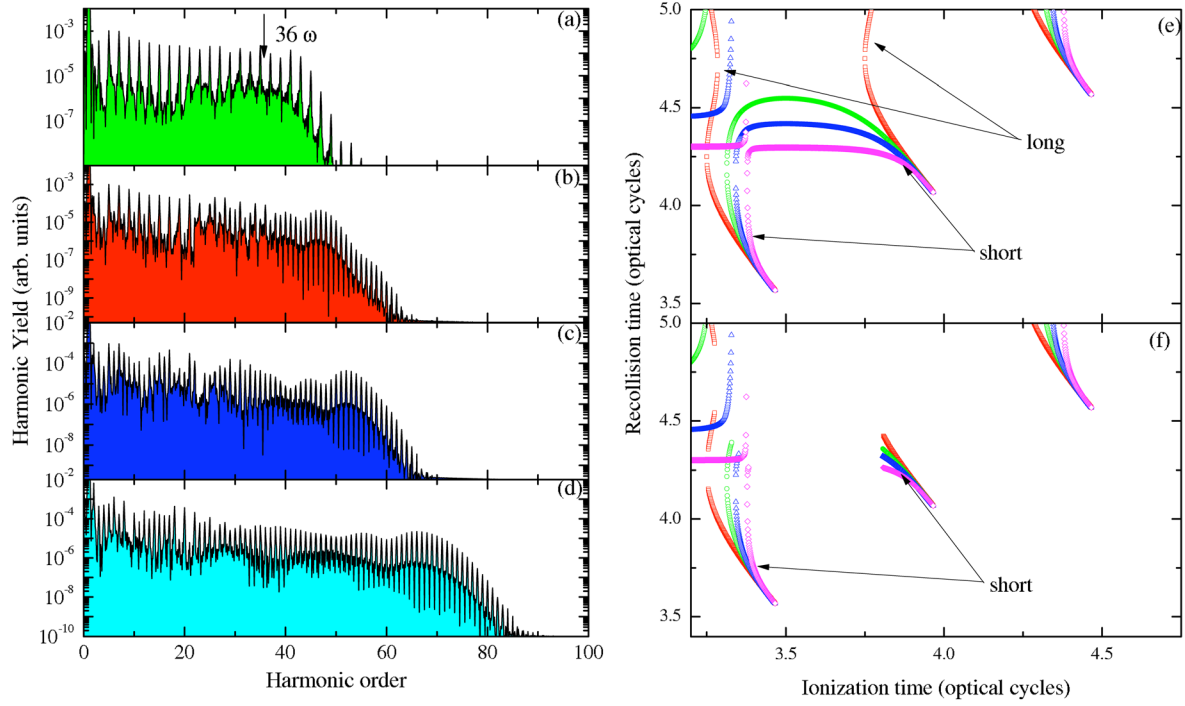 (a)
36 ω
10⁻³
10⁻⁵
10⁻⁷
(b)
10⁻³
10⁻⁵
10⁻⁷
10⁻⁹
10⁻²
(c)
10⁻⁴
10⁻⁶
10⁻⁸
10⁻²
(d)
10⁻⁴
10⁻⁶
10⁻⁸
10⁻¹⁰
0 20 40 60 80 100
Harmonic order
Harmonic Yield (arb. units)
(e)
5.0
4.5
4.0
3.5
long
short
(f)
5.0
4.5
4.0
3.5
short
3.5 4.0 4.5
Ionization time (optical cycles)
Recollision time (optical cycles)